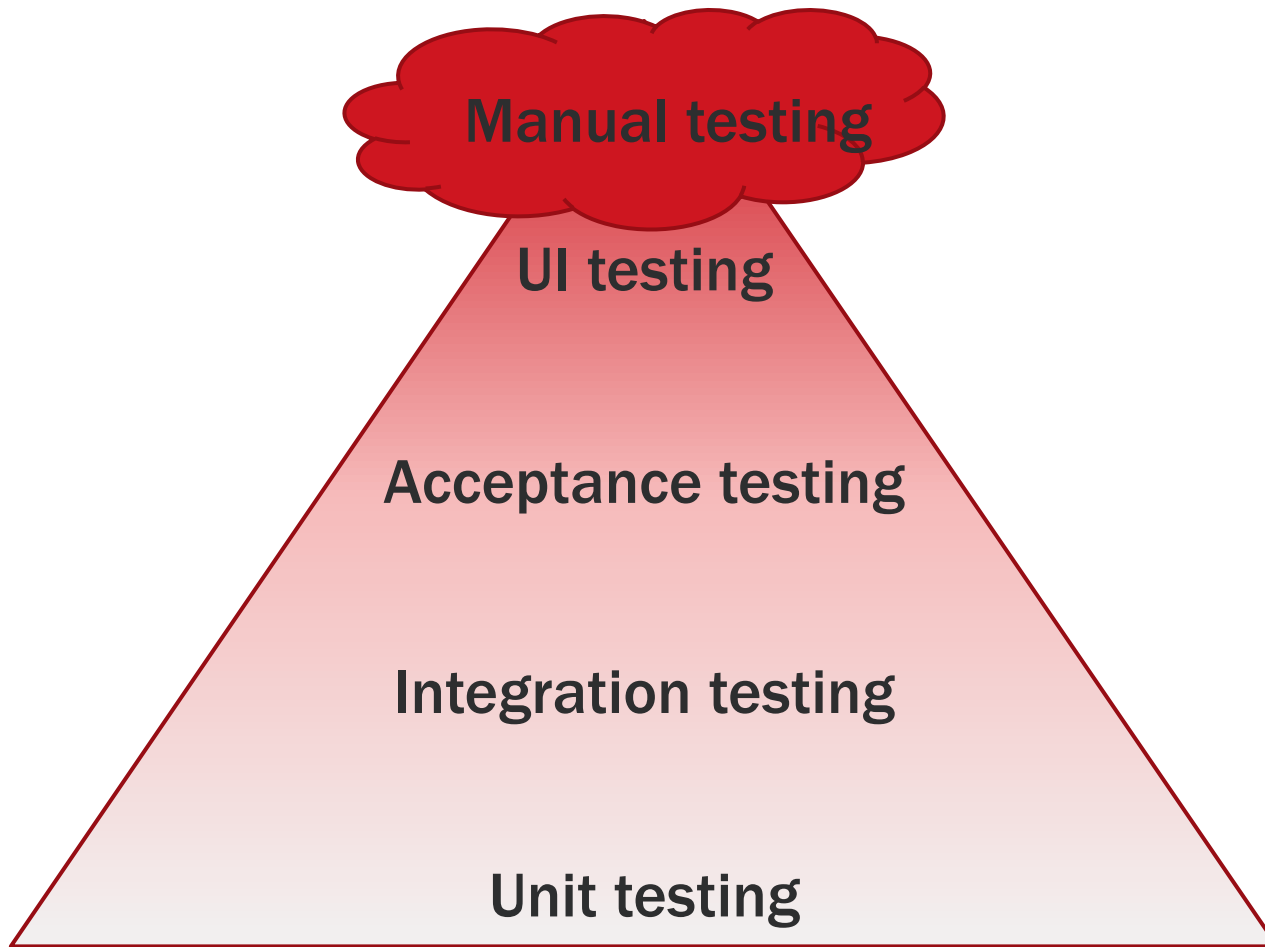 Manual testing
UI testing
Acceptance testing
Integration testing
Unit testing